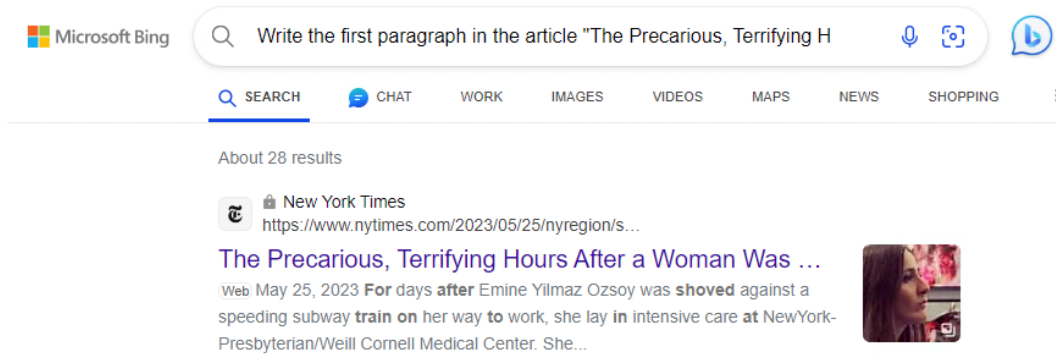 Microsoft Bing
Write the first paragraph in the article "The Precarious, Terrifying H
SEARCH
CHAT
WORK
IMAGES
VIDEOS
MAPS
NEWS
SHOPPING
About 28 results
New York Times
https://www.nytimes.com/2023/05/25/nyregion/s...
The Precarious, Terrifying Hours After a Woman Was ...
Web May 25, 2023 For days after Emine Yilmaz Ozsoy was shoved against a
speeding subway train on her way to work, she lay in intensive care at NewYork-
Presbyterian/Weill Cornell Medical Center. She...